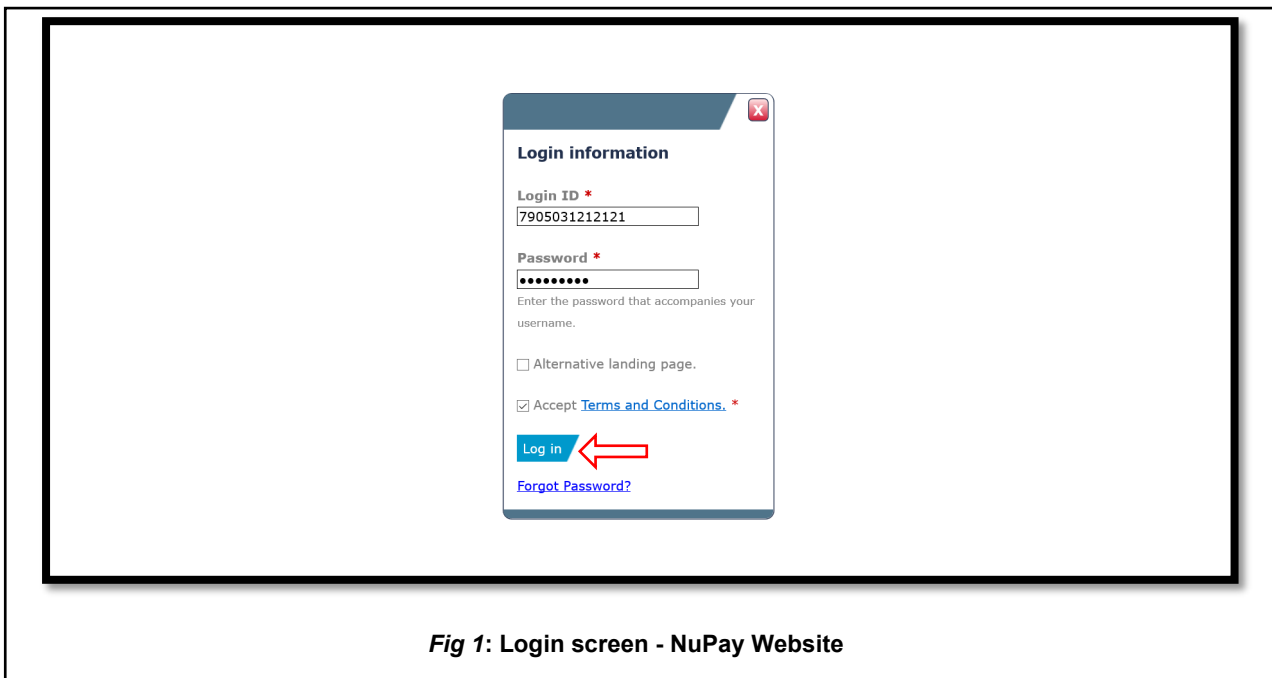 X
Login information
Login ID *
7905031212121
Password *
•••••••••
Enter the password that accompanies your
username.
Alternative landing page.
Accept Terms and Conditions. *
Log in
Forgot Password?
Fig 1: Login screen - NuPay Website